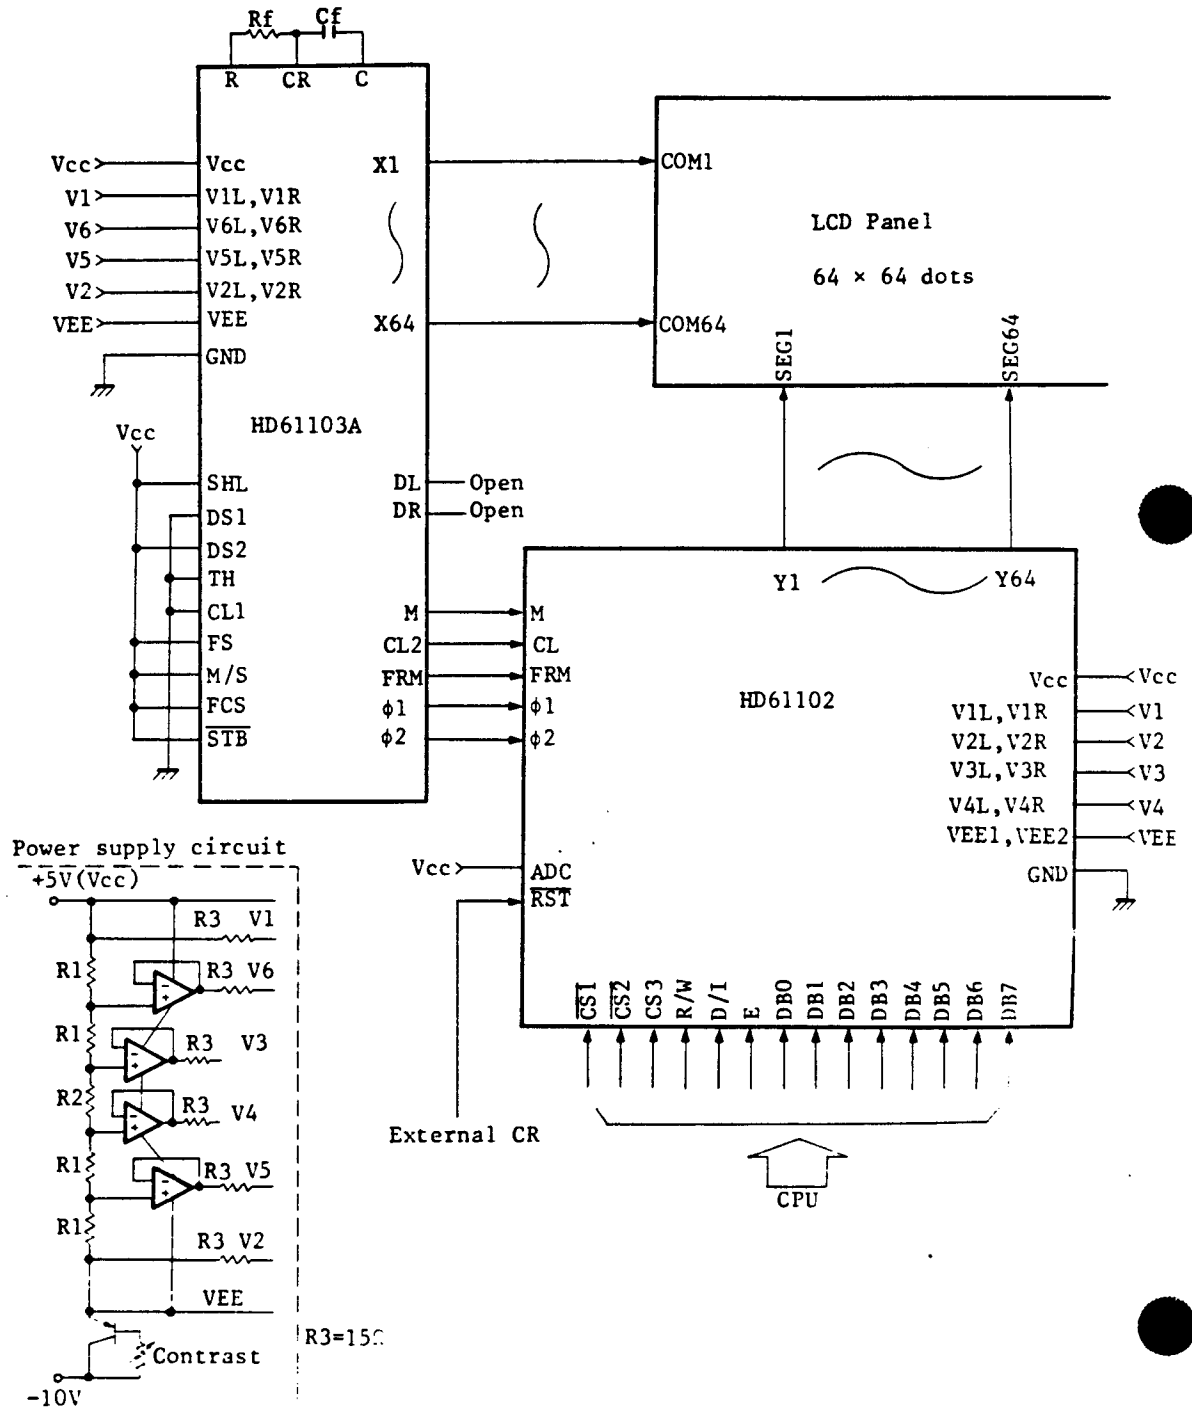 Rf
Cf
R CR C
Vcc Vcc X1
V1 V1L,V1R
V6 V6L,V6R
V5 V5L,V5R
V2 V2L,V2R
VEE VEE X64
GND
HD61103A
Vcc
SHL DL Open
DS1 DR Open
DS2
TH
CL1 M
FS CL2
M/S FRM
FCS φ1
STB φ2
COM1
LCD Panel
64 × 64 dots
COM64
SEG1
SEG64
Y1 Y64
M
CL
FRM
φ1
φ2
HD61102
Vcc Vcc
V1L,V1R V1
V2L,V2R V2
V3L,V3R V3
V4L,V4R V4
VEE1,VEE2 VEE
GND
Vcc ADC
RST
CS1
CS2
CS3
R/W
D/I
E
DB0
DB1
DB2
DB3
DB4
DB5
DB6
DB7
External CR
CPU
Power supply circuit
+5V(Vcc)
R3 V1
R1 R3 V6
R1 R3 V3
R2 R3 V4
R1 R3 V5
R1 R3 V2
VEE
Contrast
-10V
R3=15Ω